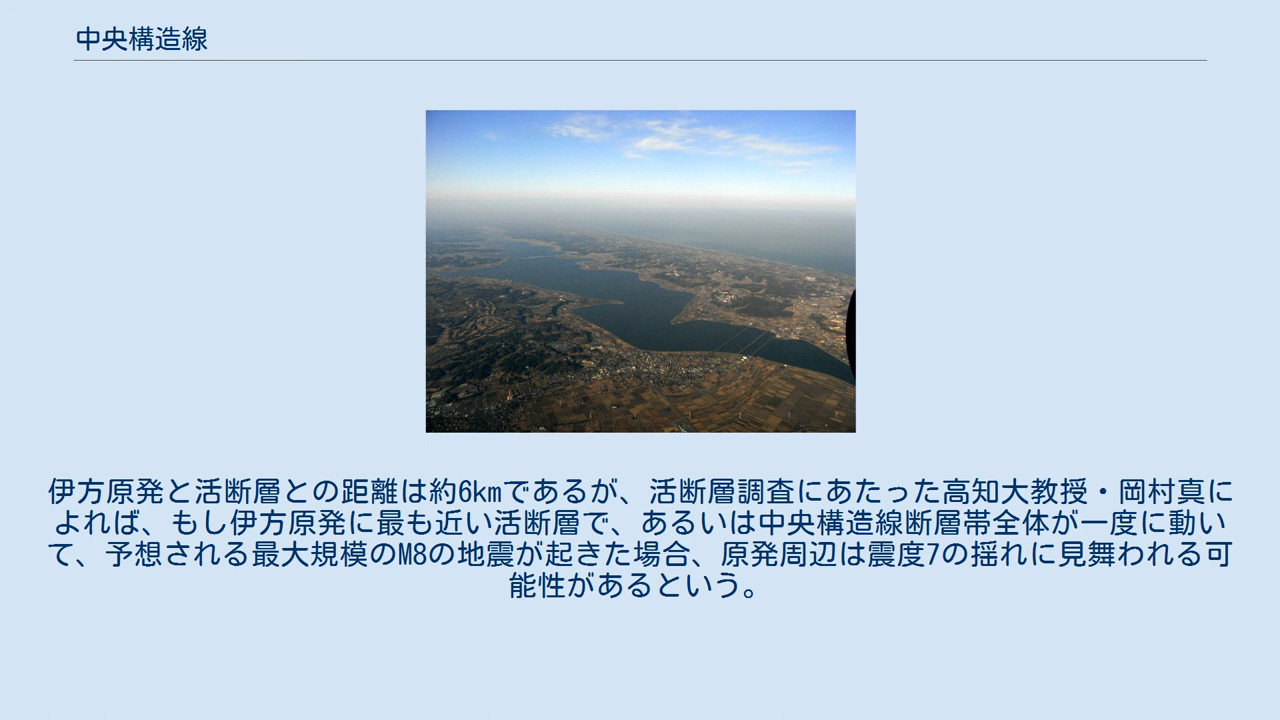 中央構造線
伊方原発と活断層との距離は約6kmであるが、活断層調査にあたった高知大教授・岡村真に
よれば、もし伊方原発に最も近い活断層で、あるいは中央構造線断層帯全体が一度に動い
て、予想される最大規模のM8の地震が起きた場合、原発周辺は震度7の揺れに見舞われる可
能性があるという。